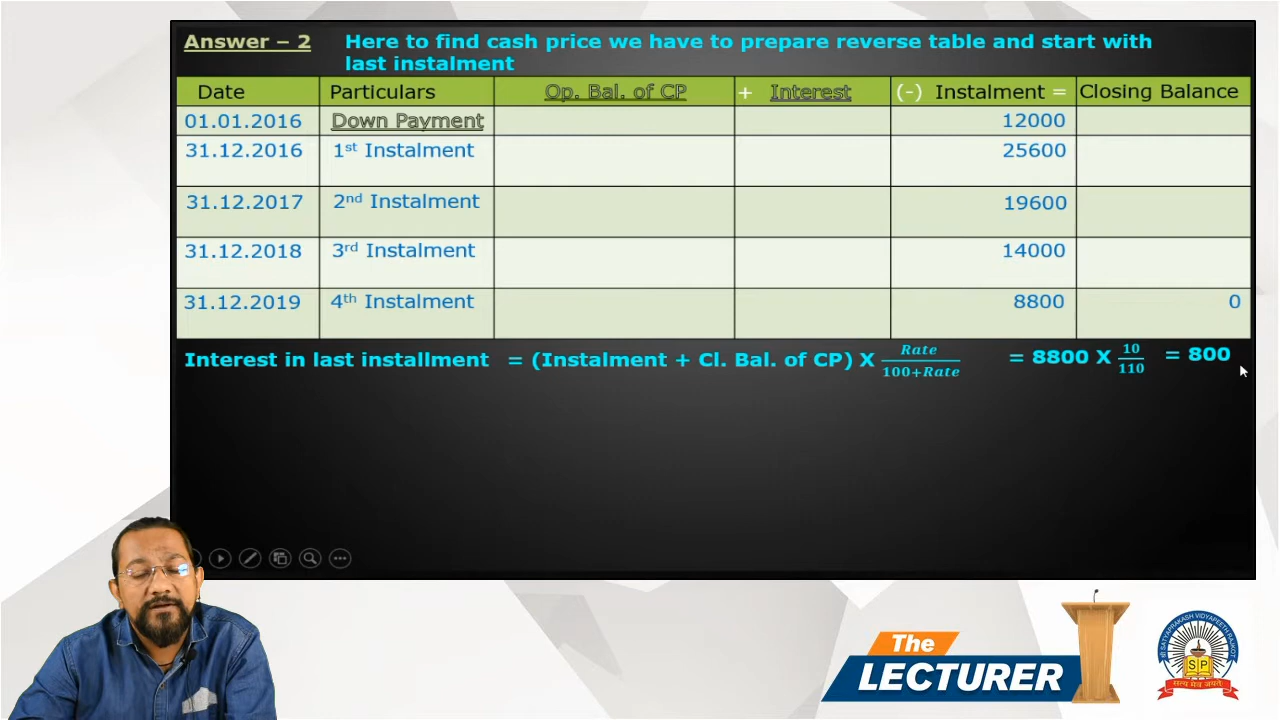 Answer – 2 Here to find cash price we have to prepare reverse table and start with
last instalment
Date Particulars Op. Bal. of CP + Interest (-) Instalment = Closing Balance
01.01.2016 Down Payment 12000
31.12.2016 1st Instalment 25600
31.12.2017 2nd Instalment 19600
31.12.2018 3rd Instalment 14000
31.12.2019 4th Instalment 8800 0
Interest in last installment = (Instalment + Cl. Bal. of CP) X Rate/100+Rate = 8800 X 10/110 = 800
The
LECTURER
SP
सत्य मेव जयते